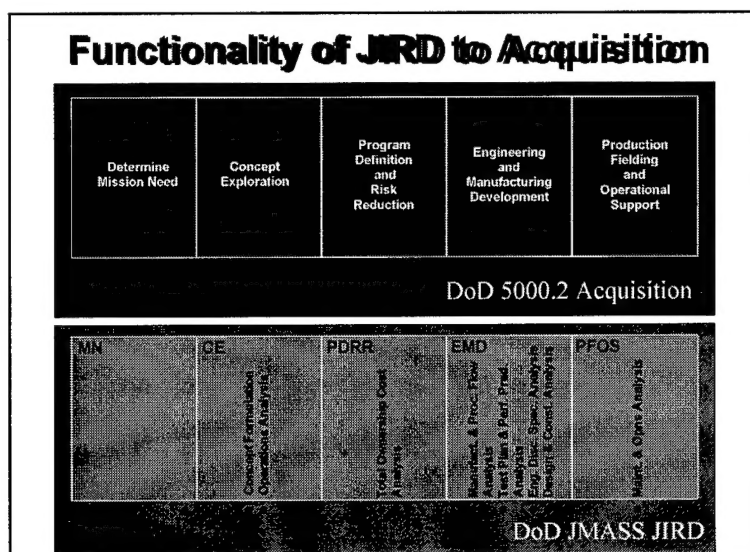 Functionality of JIRD to Acquisition
Determine
Mission Need
Concept
Exploration
Program
Definition
and
Risk
Reduction
Engineering
and
Manufacturing
Development
Production
Fielding
and
Operational
Support
DoD 5000.2 Acquisition
MN
CE
PDRR
EMD
PFOS
Concept Formulation
Operations Analysis
Total Ownership Cost
Analysis
Manufact. & Proc. Flow
Analysis
Test Plan & Perf. Pred.
Analysis
Eng. Disc. Spec. Analysis
Design & Const. Analysis
Maint. & Opns Analysis
DoD JMASS JIRD